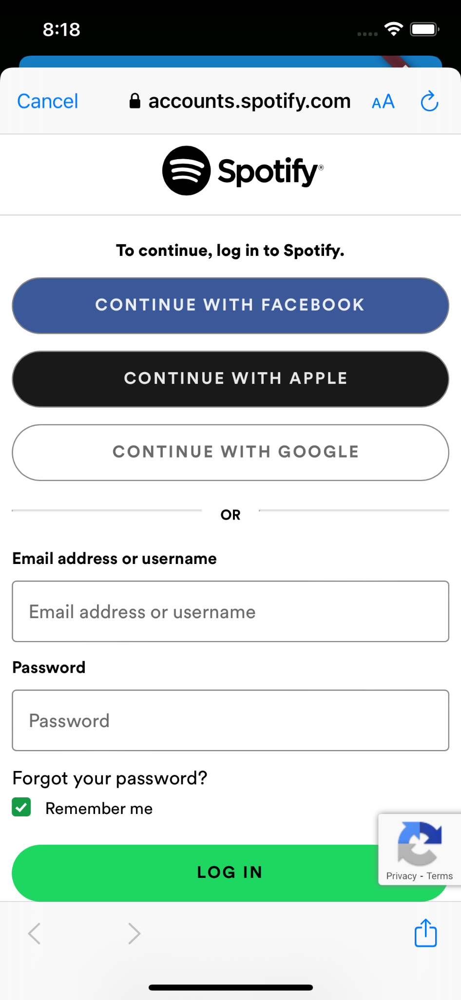 8:18
Cancel accounts.spotify.com AA
Spotify®
To continue, log in to Spotify.
CONTINUE WITH FACEBOOK
CONTINUE WITH APPLE
CONTINUE WITH GOOGLE
OR
Email address or username
Email address or username
Password
Password
Forgot your password?
Remember me
LOG IN
Privacy - Terms